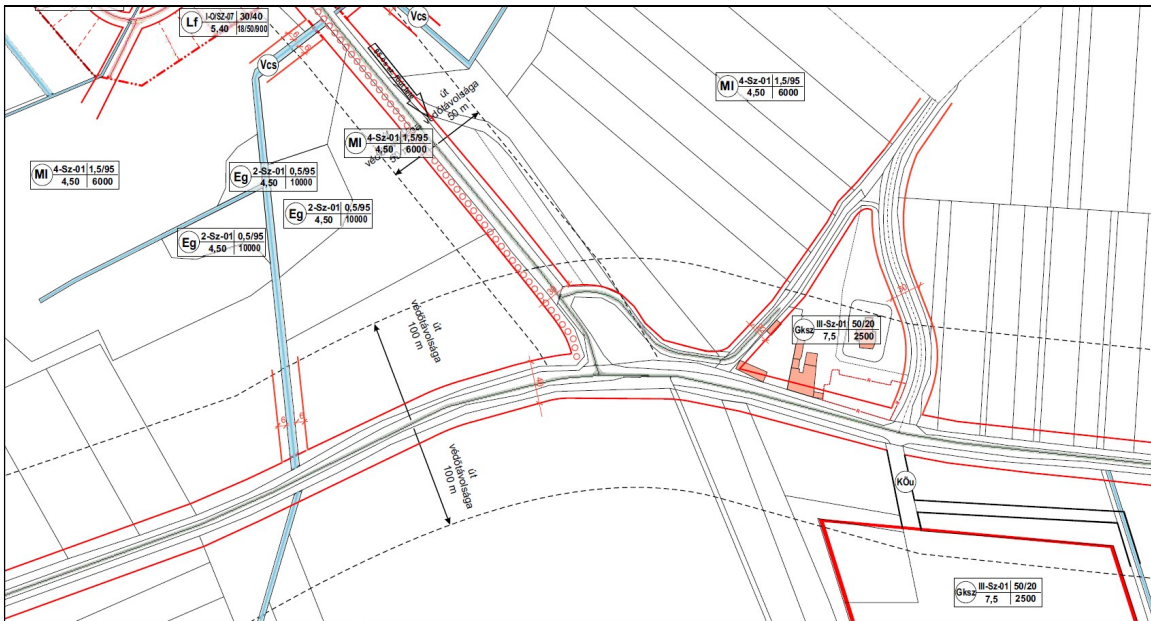 Lf I-O/SZ-07 30/40
5,40 18/50/900
Vcs
Vcs
6
6
út
védőtávolsága
50 m
MI 4-Sz-01 1,5/95
4,50 6000
MI 4-Sz-01 1,5/95
4,50 6000
MI 4-Sz-01 1,5/95
4,50 6000
Eg 2-Sz-01 0,5/95
4,50 10000
Eg 2-Sz-01 0,5/95
4,50 10000
Eg 2-Sz-01 0,5/95
4,50 10000
út
védőtávolsága
100 m
Gksz III-Sz-01 50/20
7,5 2500
40
6
6
út
védőtávolsága
100 m
KÖu
Gksz III-Sz-01 50/20
7,5 2500